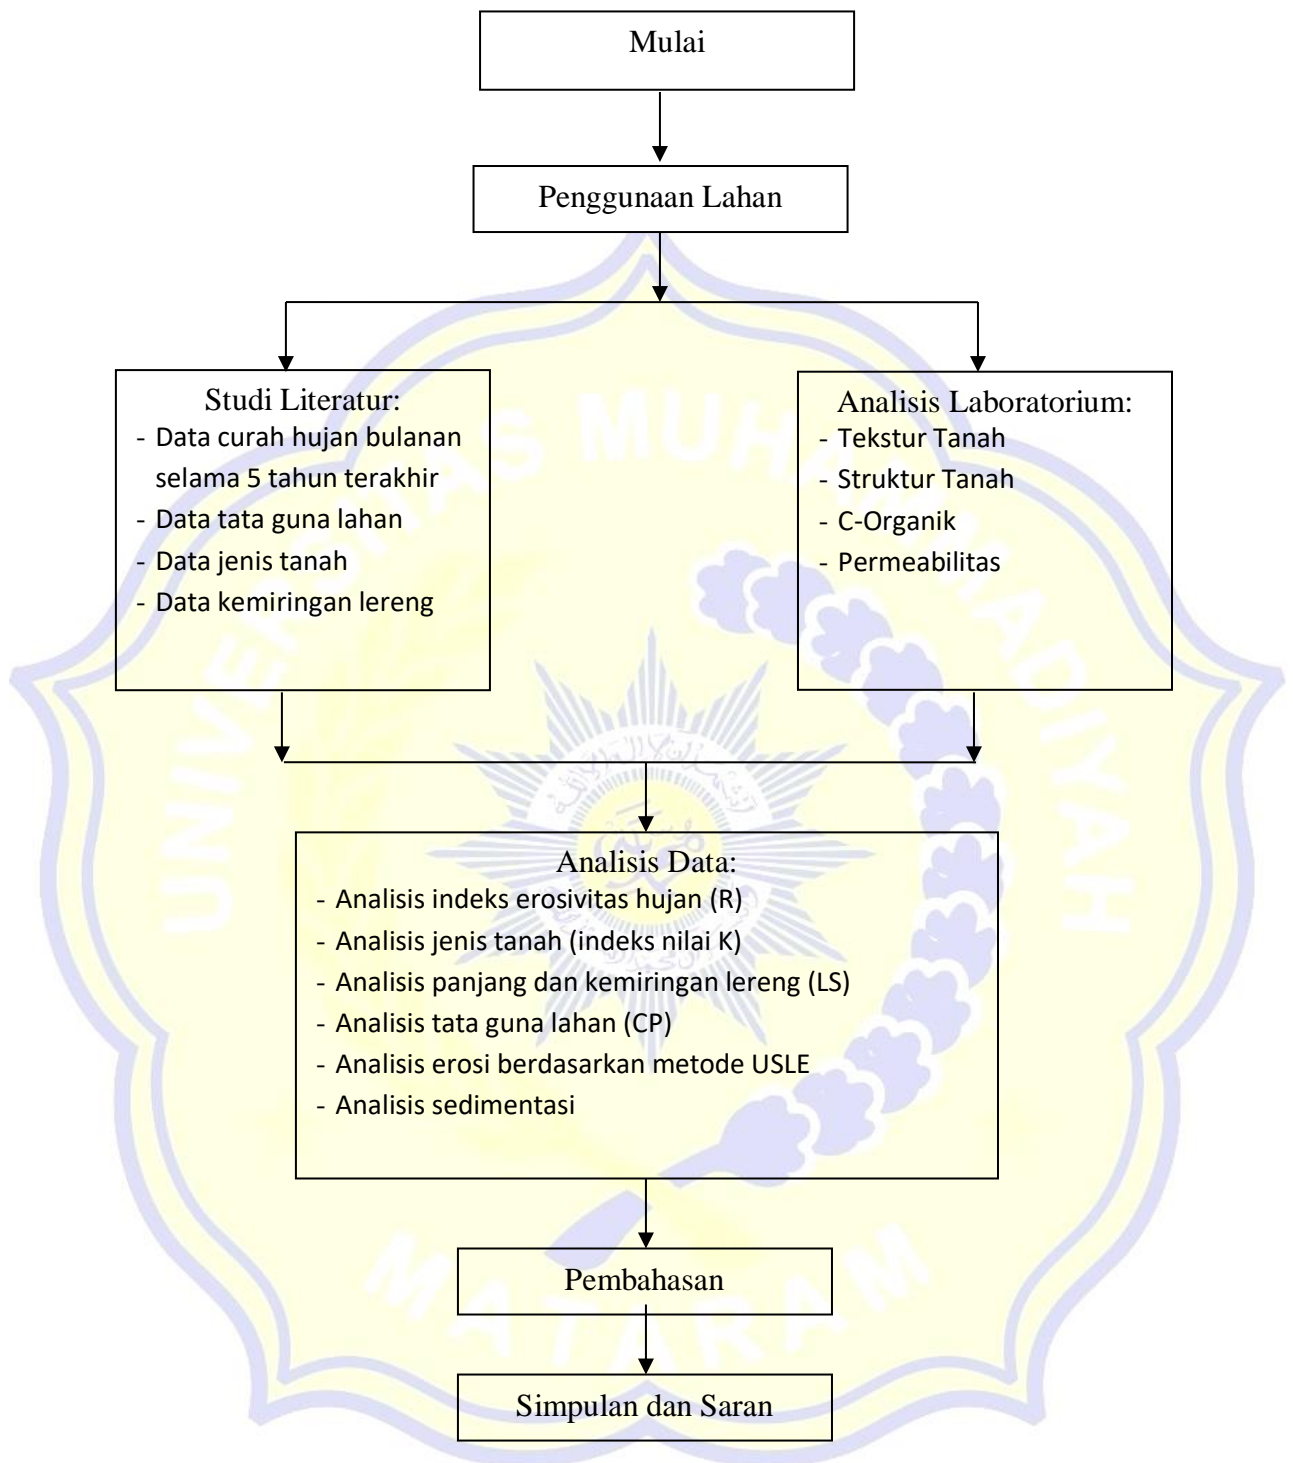 Mulai
Penggunaan Lahan
Studi Literatur:
- Data curah hujan bulanan
selama 5 tahun terakhir
- Data tata guna lahan
- Data jenis tanah
- Data kemiringan lereng
Analisis Laboratorium:
- Tekstur Tanah
- Struktur Tanah
- C-Organik
- Permeabilitas
Analisis Data:
- Analisis indeks erosivitas hujan (R)
- Analisis jenis tanah (indeks nilai K)
- Analisis panjang dan kemiringan lereng (LS)
- Analisis tata guna lahan (CP)
- Analisis erosi berdasarkan metode USLE
- Analisis sedimentasi
Pembahasan
Simpulan dan Saran
UNIVERSITAS MUHAMMADIYAH
MATARAM